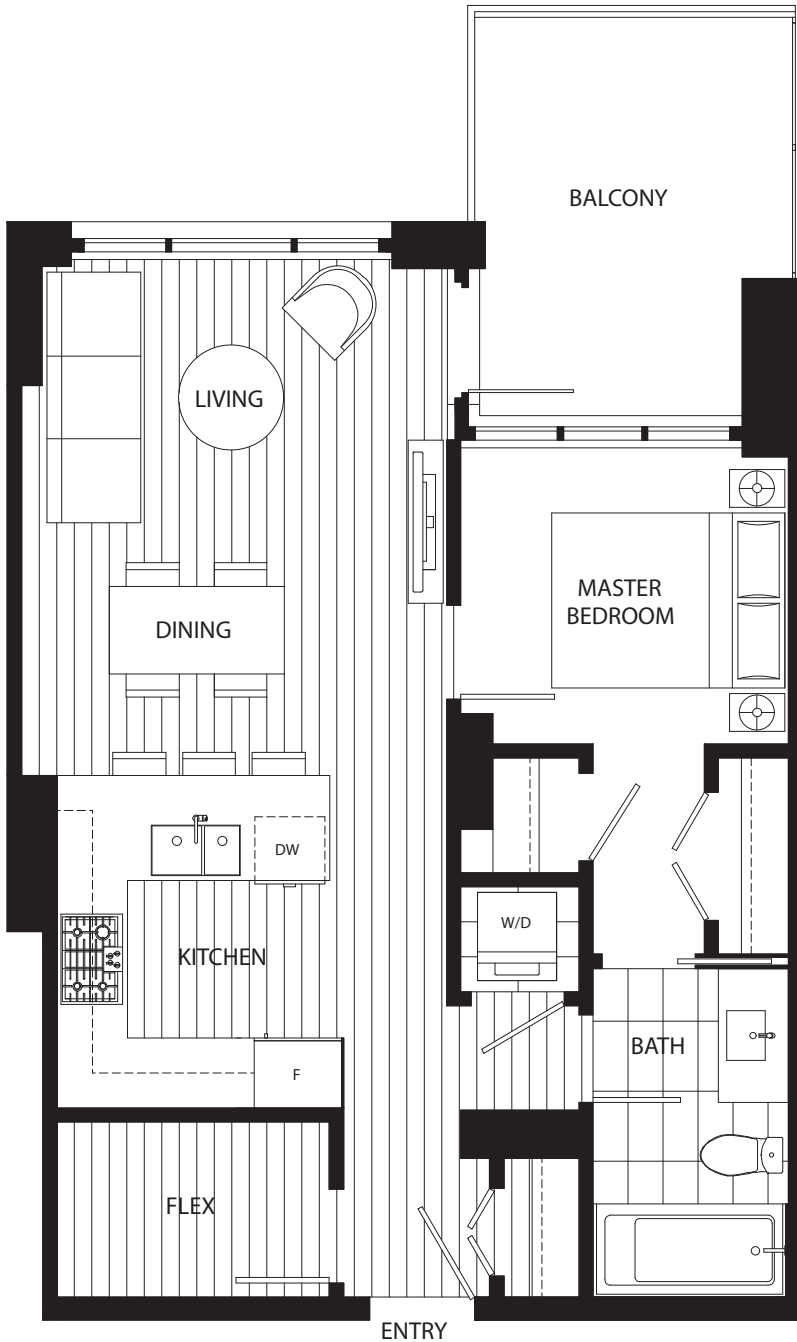 BALCONY
LIVING
MASTER
BEDROOM
DINING
DW
W/D
KITCHEN
BATH
F
FLEX
ENTRY